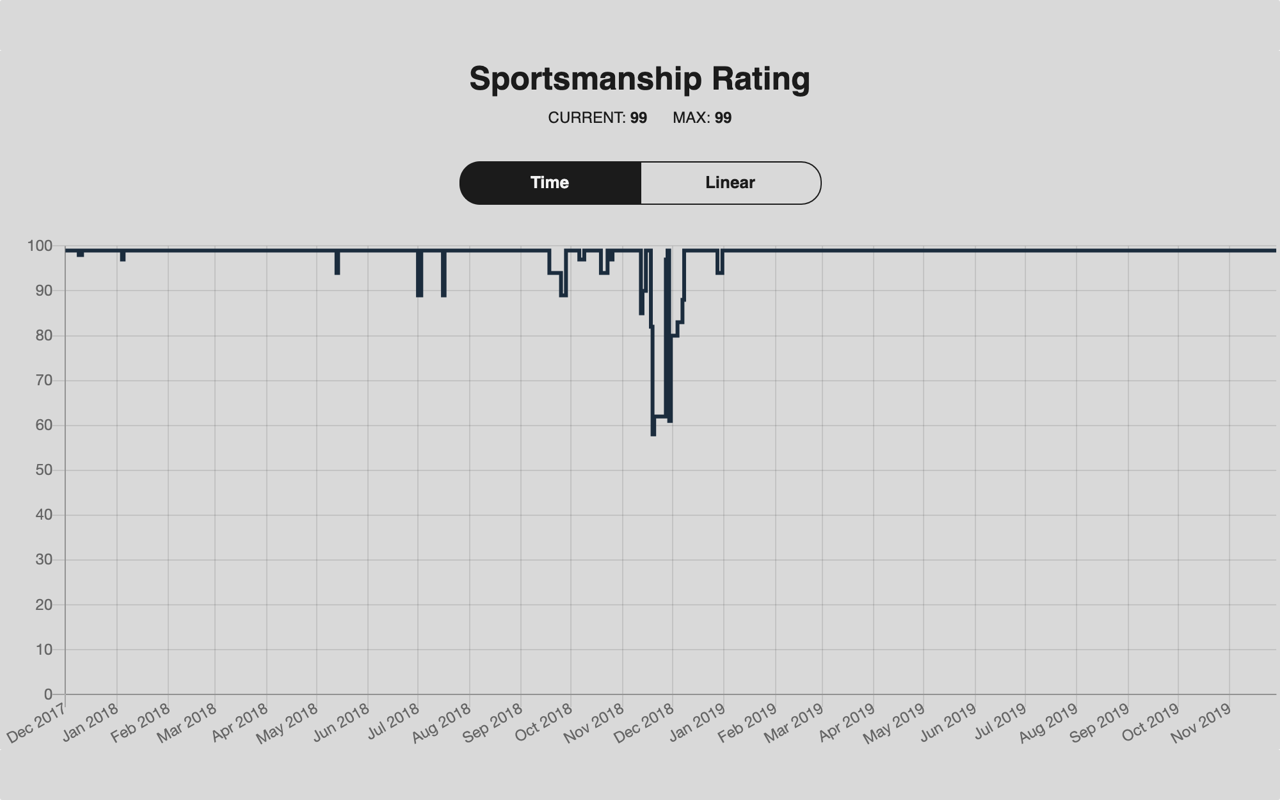 Sportsmanship Rating
CURRENT: 99 MAX: 99
Time Linear
100
90
80
70
60
50
40
30
20
10
0
Dec 2017 Jan 2018 Feb 2018 Mar 2018 Apr 2018 May 2018 Jun 2018 Jul 2018 Aug 2018 Sep 2018 Oct 2018 Nov 2018 Dec 2018 Jan 2019 Feb 2019 Mar 2019 Apr 2019 May 2019 Jun 2019 Jul 2019 Aug 2019 Sep 2019 Oct 2019 Nov 2019